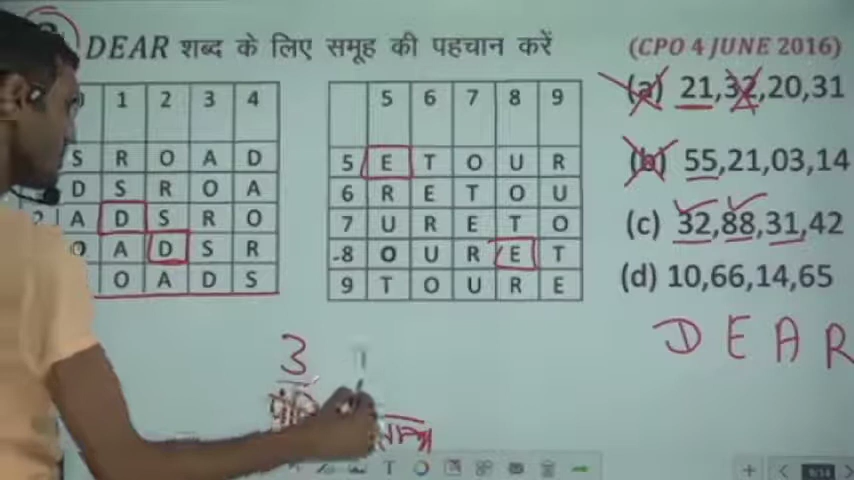 DEAR शब्द के लिए समूह की पहचान करें (CPO 4 JUNE 2016)
1 2 3 4
S R O A D
D S R O A
2 A D S R O
O A D S R
O A D S
5 6 7 8 9
5 E T O U R
6 R E T O U
7 U R E T O
8 O U R E T
9 T O U R E
(a) 21,32,20,31
(b) 55,21,03,14
(c) 32,88,31,42
(d) 10,66,14,65
D E A R
3